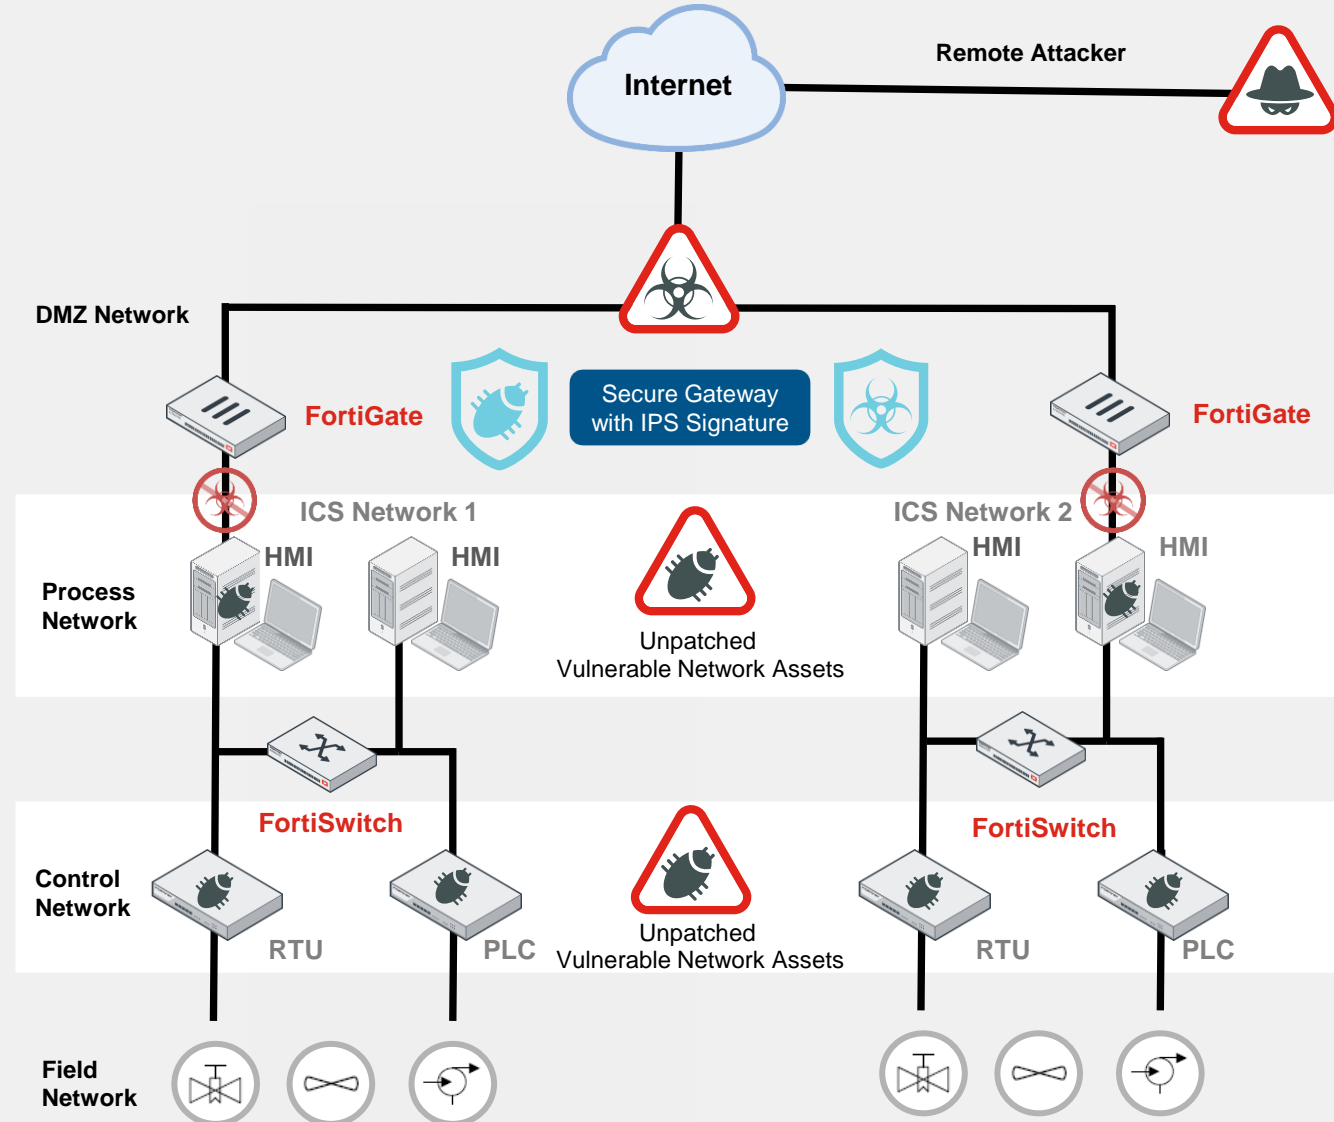 Remote Attacker
Internet
DMZ Network
FortiGate
Secure Gateway
with IPS Signature
FortiGate
ICS Network 1
ICS Network 2
HMI
HMI
HMI
HMI
Process
Network
Unpatched
Vulnerable Network Assets
FortiSwitch
FortiSwitch
Control
Network
RTU
PLC
Unpatched
Vulnerable Network Assets
RTU
PLC
Field
Network